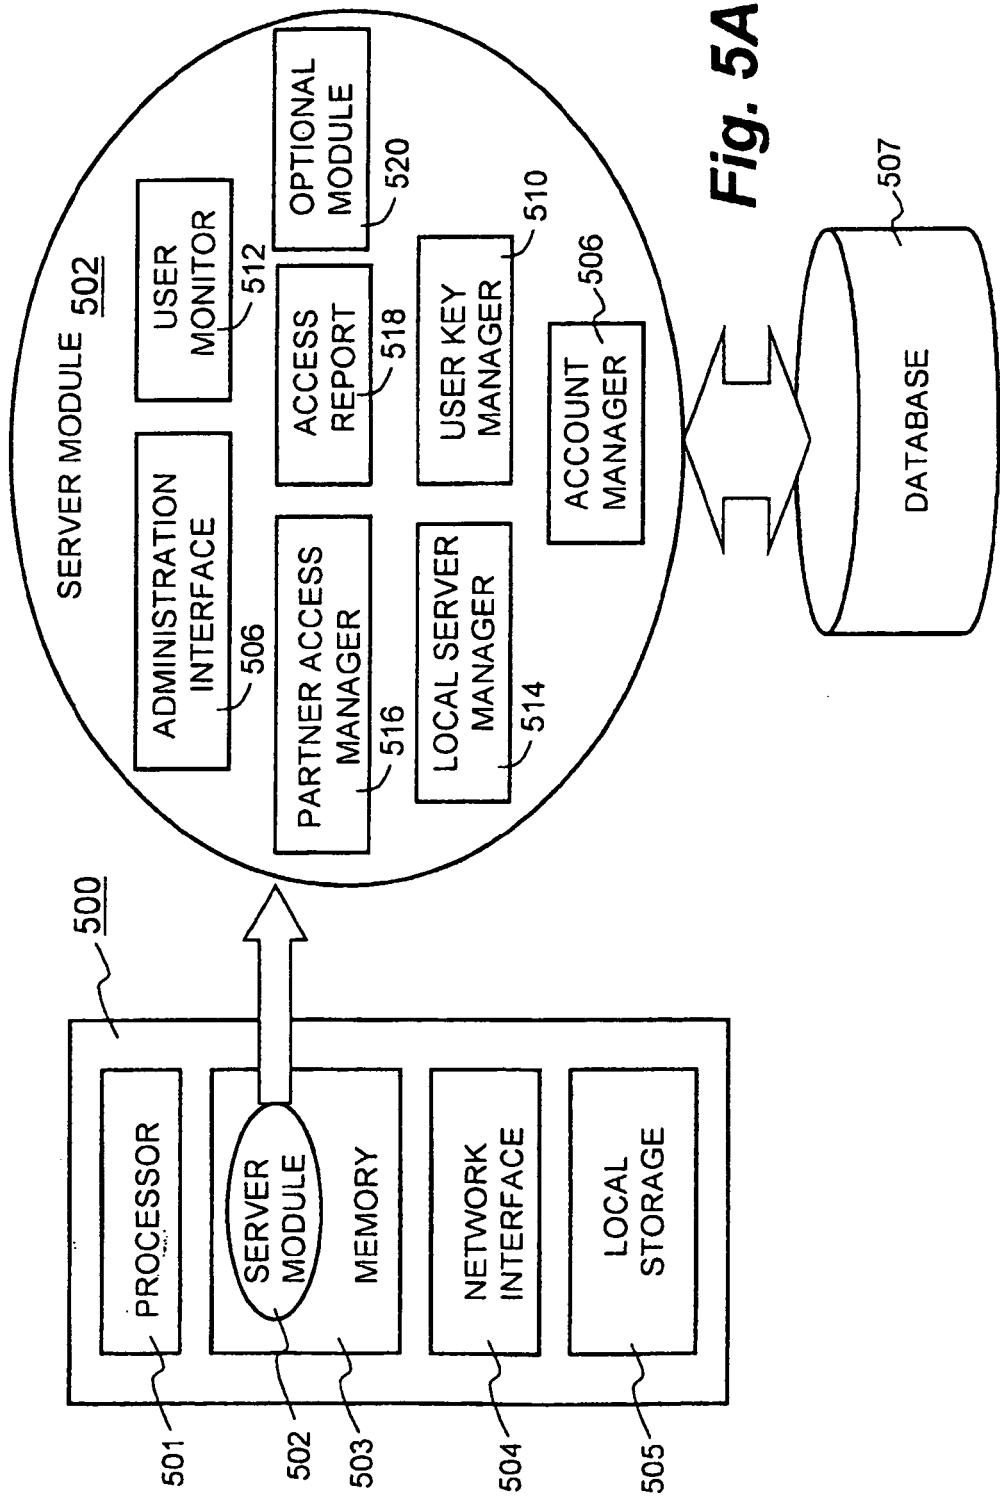 500
PROCESSOR
501
SERVER
MODULE
502
MEMORY
503
NETWORK
INTERFACE
504
LOCAL
STORAGE
505
SERVER MODULE 502
ADMINISTRATION
INTERFACE
506
USER
MONITOR
512
PARTNER ACCESS
MANAGER
516
ACCESS
REPORT
518
OPTIONAL
MODULE
520
LOCAL SERVER
MANAGER
514
USER KEY
MANAGER
510
ACCOUNT
MANAGER
506
DATABASE
507
Fig. 5A